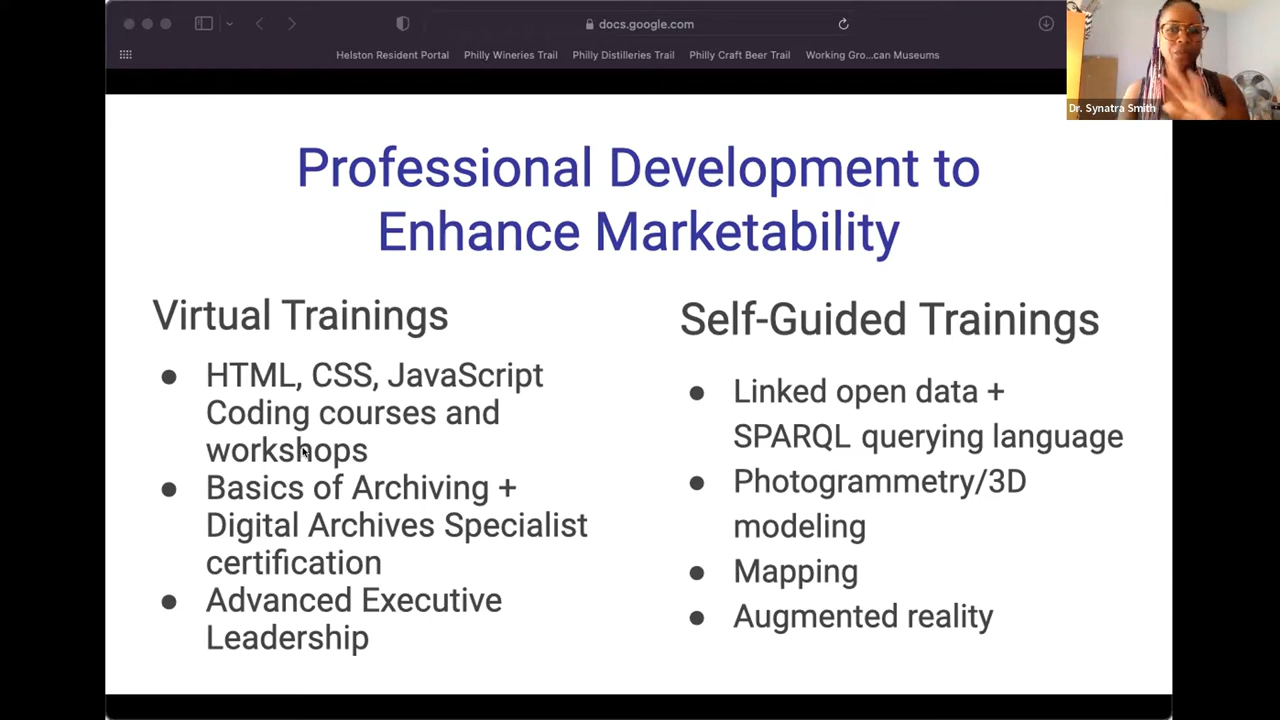 docs.google.com
Helston Resident Portal Philly Wineries Trail Philly Distilleries Trail Philly Craft Beer Trail Working Gro...can Museums
Dr. Synatra Smith
Professional Development to
Enhance Marketability
Virtual Trainings
● HTML, CSS, JavaScript
Coding courses and
workshops
● Basics of Archiving +
Digital Archives Specialist
certification
● Advanced Executive
Leadership
Self-Guided Trainings
● Linked open data +
SPARQL querying language
● Photogrammetry/3D
modeling
● Mapping
● Augmented reality